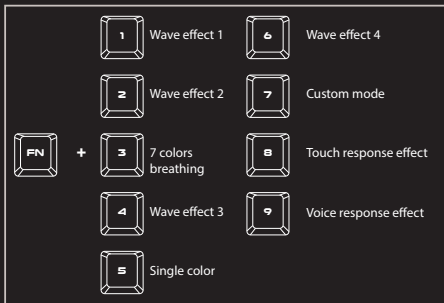 1 Wave effect 1
2 Wave effect 2
FN + 3 7 colors
breathing
4 Wave effect 3
5 Single color
6 Wave effect 4
7 Custom mode
8 Touch response effect
9 Voice response effect